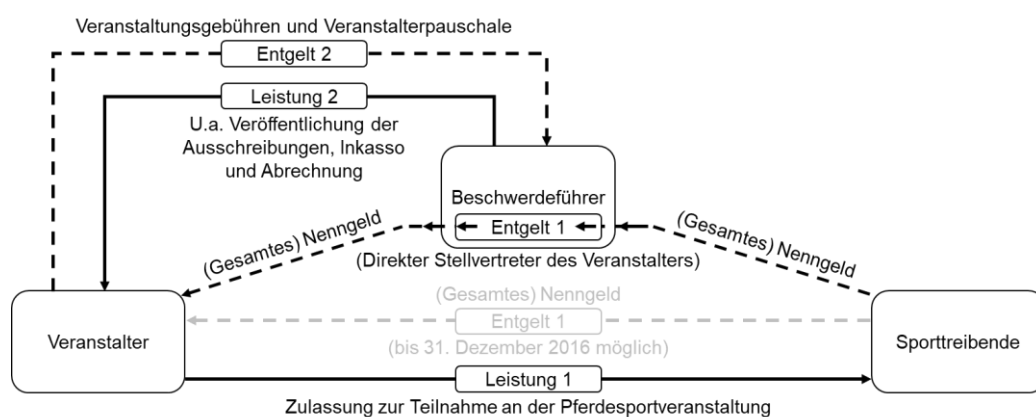 Veranstaltungsgebühren und Veranstalterpauschale
Entgelt 2
Leistung 2
U.a. Veröffentlichung der
Ausschreibungen, Inkasso
und Abrechnung
Beschwerdeführer
Entgelt 1
(Direkter Stellvertreter des Veranstalters)
(Gesamtes) Nenngeld
(Gesamtes) Nenngeld
(Gesamtes) Nenngeld
Entgelt 1
(bis 31. Dezember 2016 möglich)
Veranstalter
Sporttreibende
Leistung 1
Zulassung zur Teilnahme an der Pferdesportveranstaltung